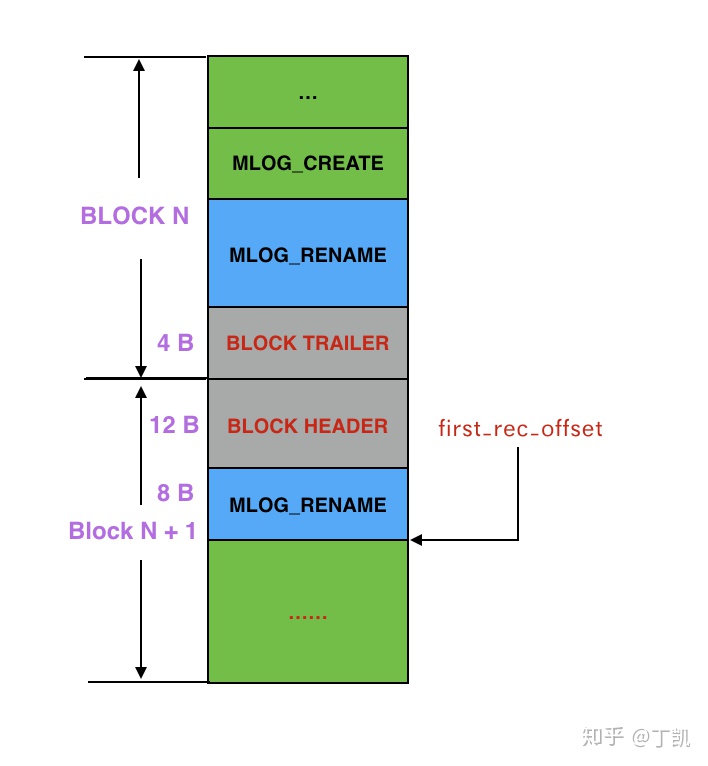 ...
MLOG_CREATE
BLOCK N
MLOG_RENAME
4 B
BLOCK TRAILER
12 B
BLOCK HEADER
first_rec_offset
8 B
MLOG_RENAME
Block N + 1
......
知乎 @丁凯